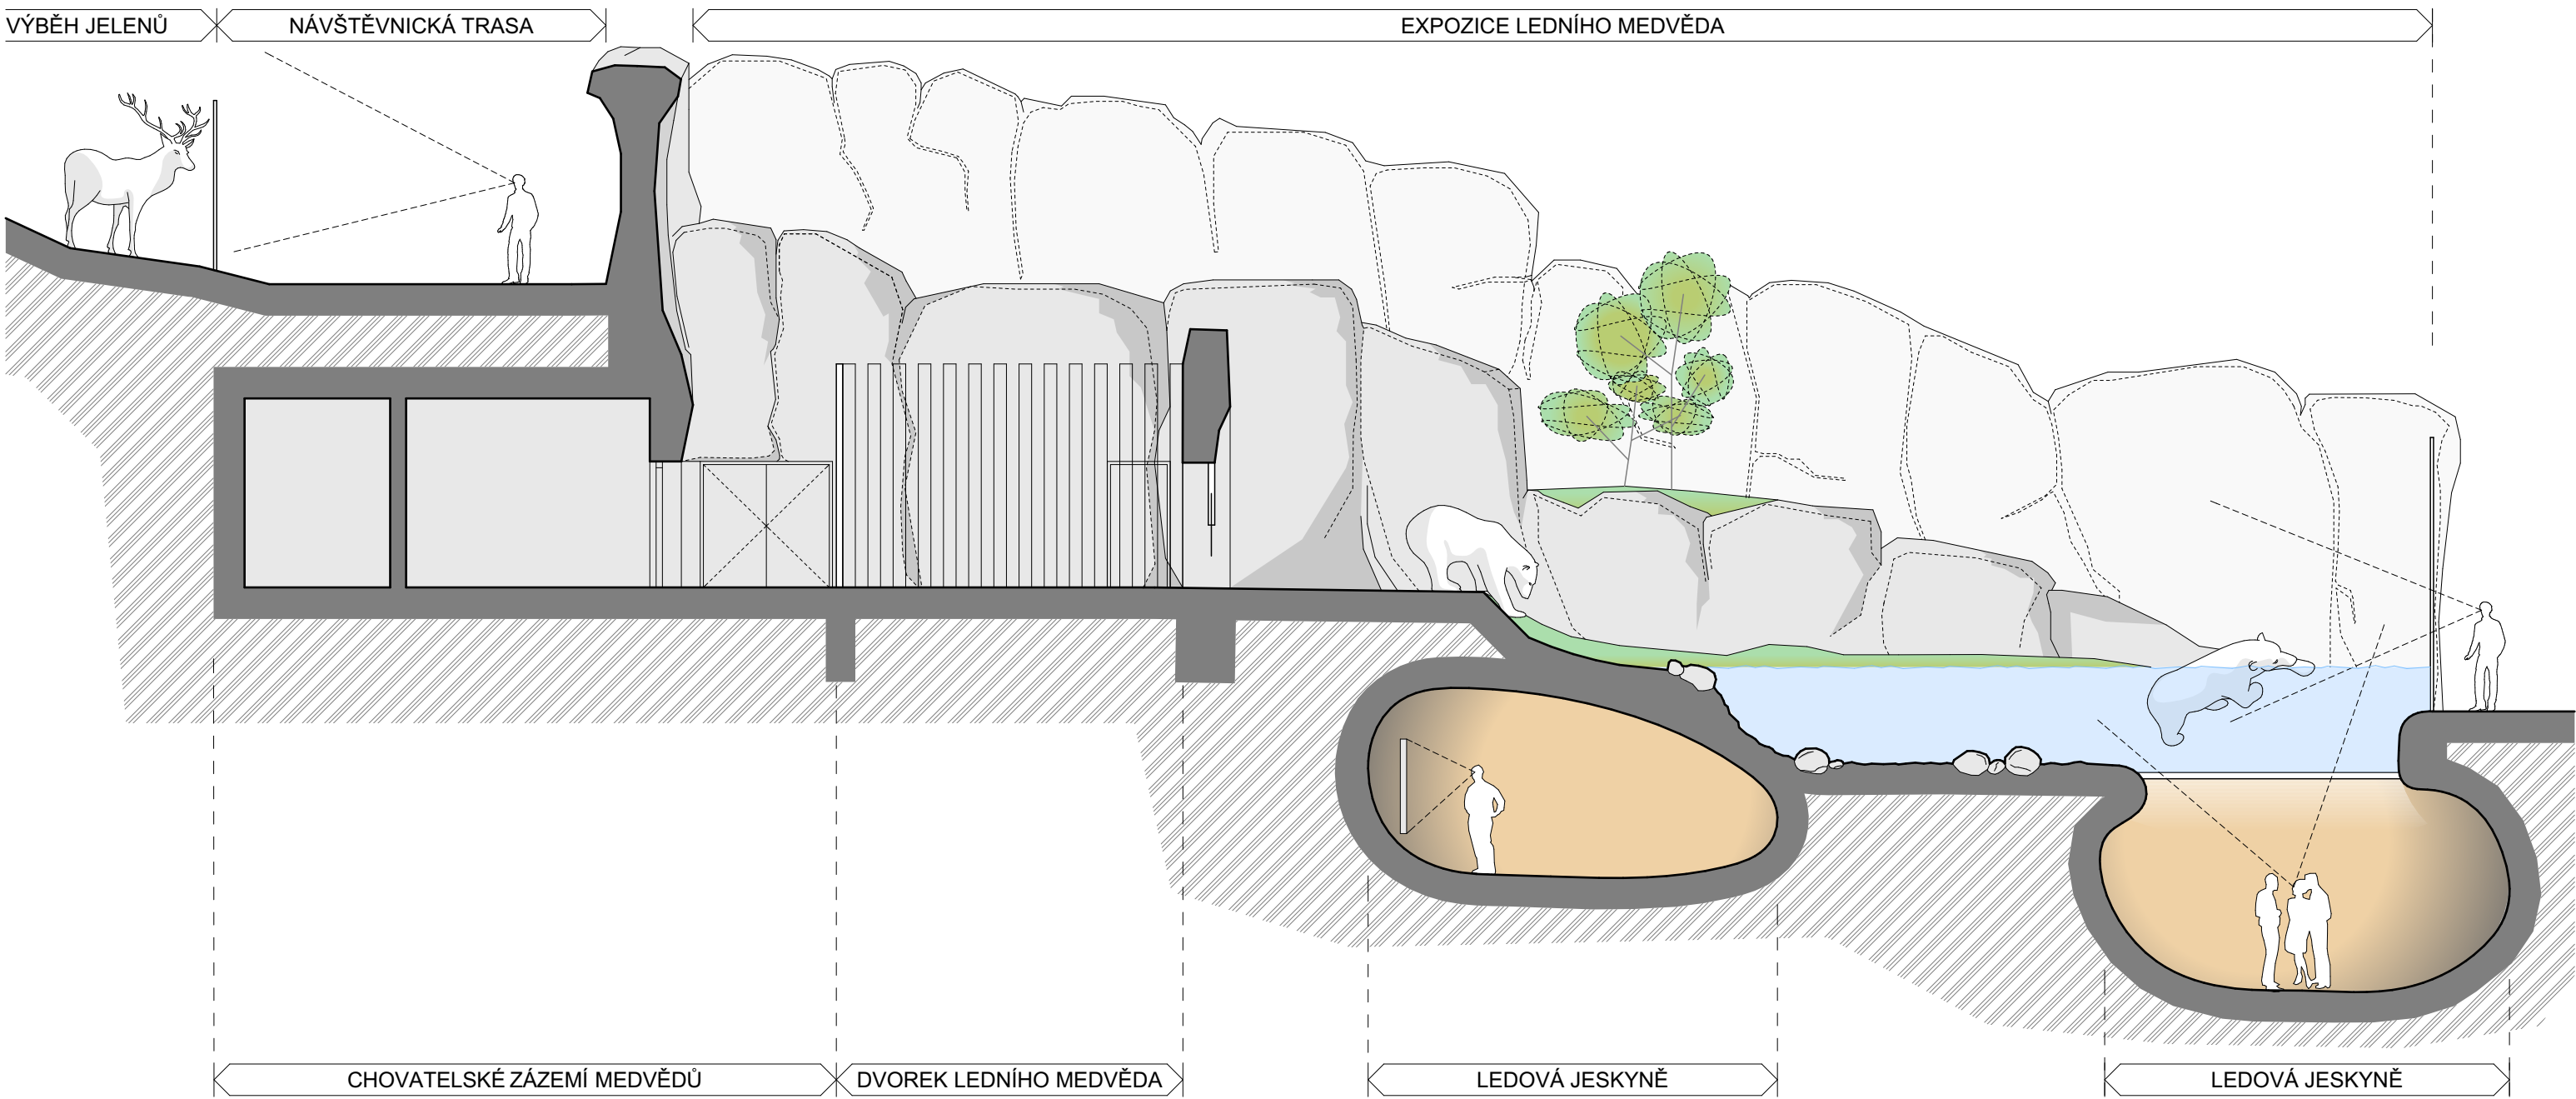 VÝBĚH JELENŮ
NÁVŠTĚVNICKÁ TRASA
EXPOZICE LEDNÍHO MEDVĚDA
CHOVATELSKÉ ZÁZEMÍ MEDVĚDŮ
DVOREK LEDNÍHO MEDVĚDA
LEDOVÁ JESKYNĚ
LEDOVÁ JESKYNĚ